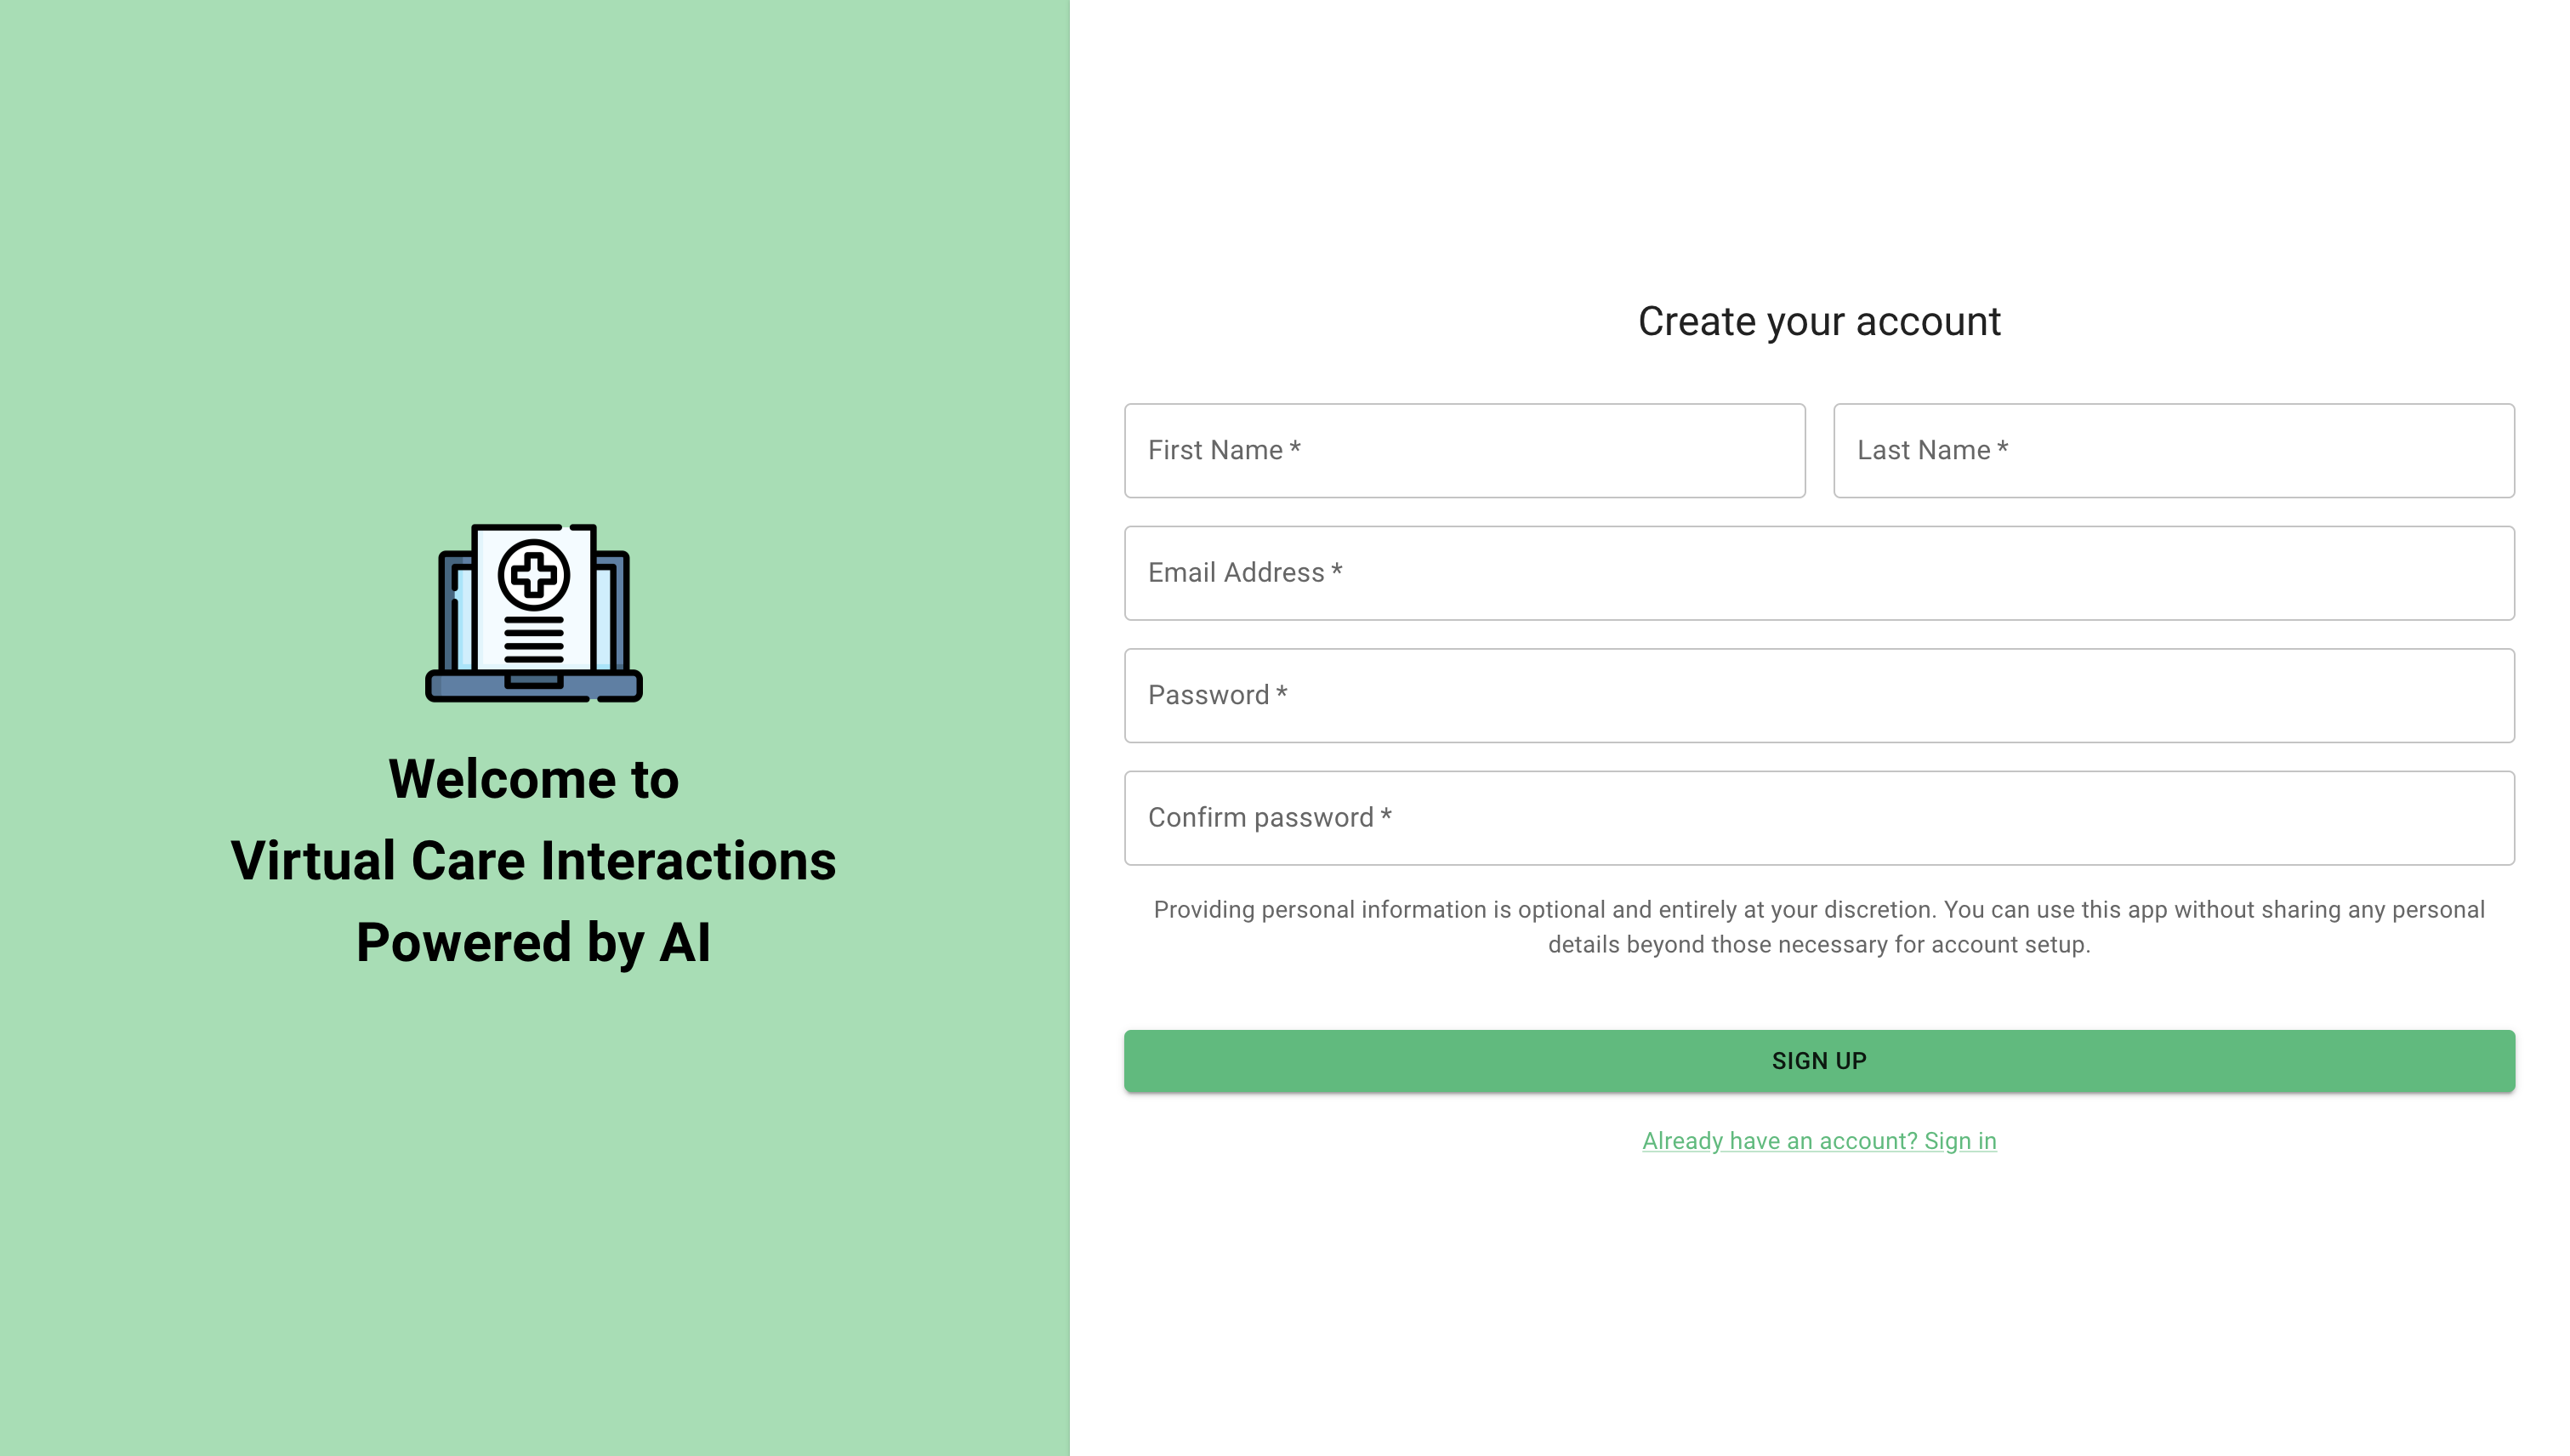 Welcome to
Virtual Care Interactions
Powered by AI
Create your account
First Name *
Last Name *
Email Address *
Password *
Confirm password *
Providing personal information is optional and entirely at your discretion. You can use this app without sharing any personal
details beyond those necessary for account setup.
SIGN UP
Already have an account? Sign in